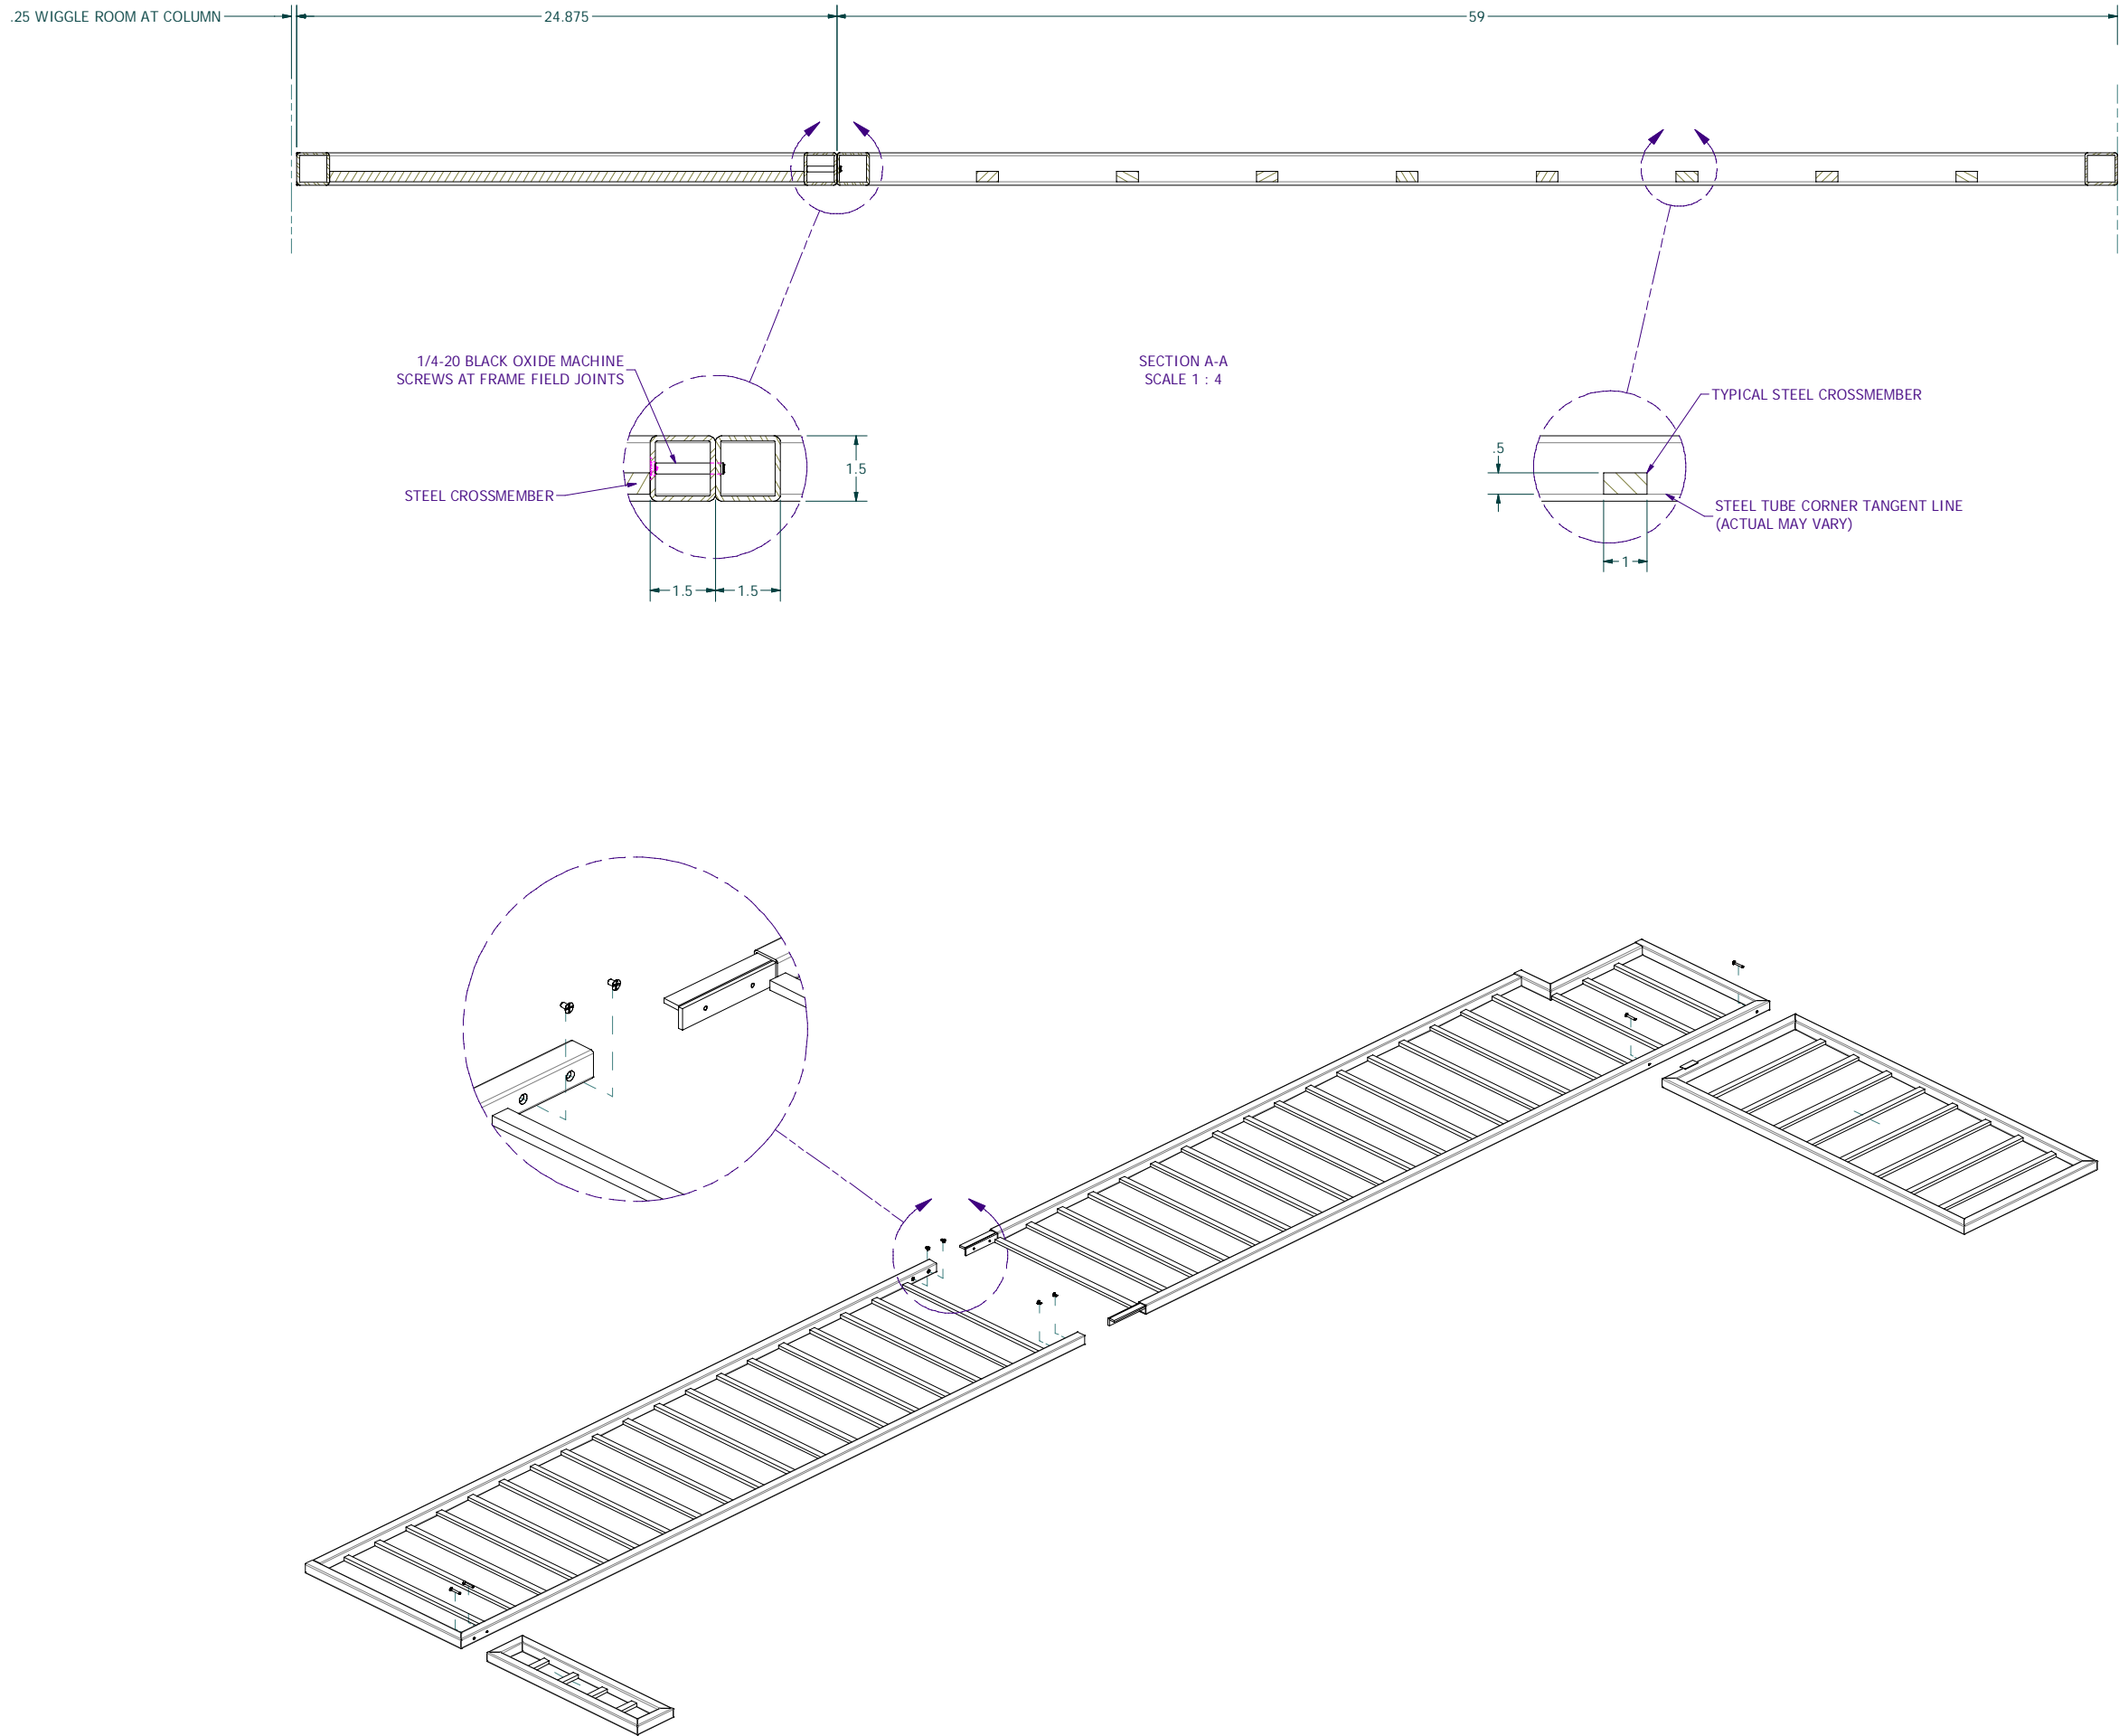 .25 WIGGLE ROOM AT COLUMN
24.875
59
1/4-20 BLACK OXIDE MACHINE
SCREWS AT FRAME FIELD JOINTS
SECTION A-A
SCALE 1 : 4
TYPICAL STEEL CROSSMEMBER
.5
1.5
STEEL CROSSMEMBER
STEEL TUBE CORNER TANGENT LINE
(ACTUAL MAY VARY)
1
1.5
1.5